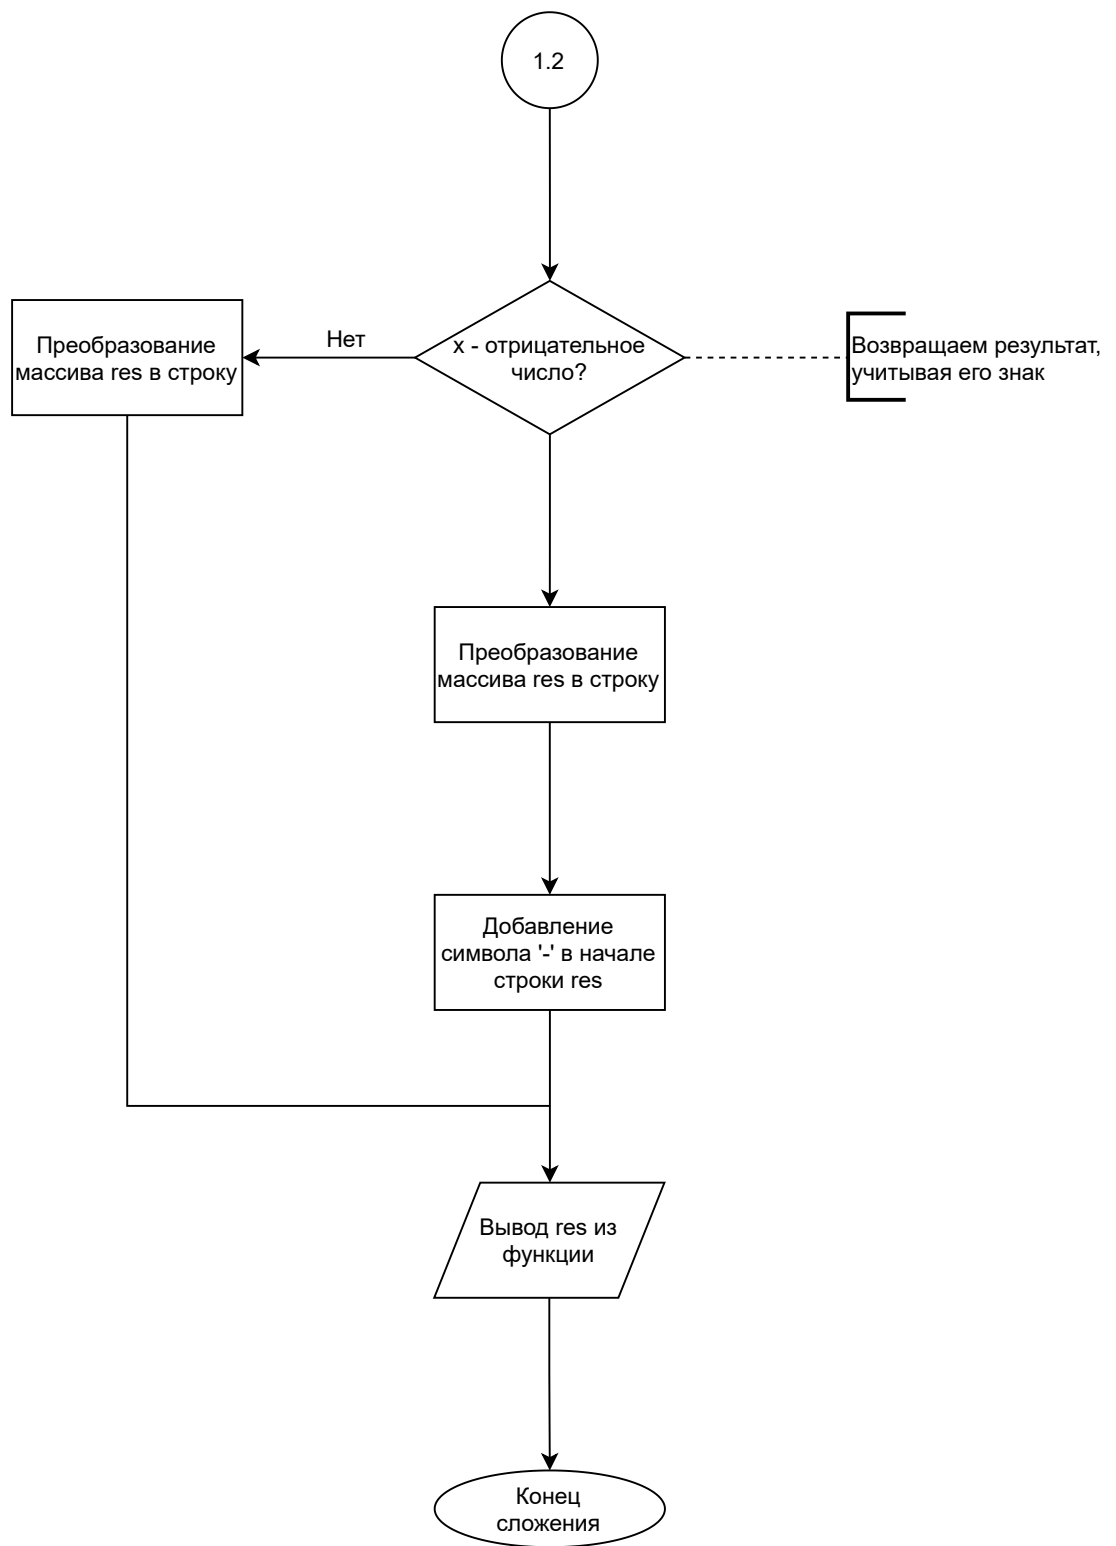 1.2
Нет
Преобразование
массива res в строку
x - отрицательное
число?
Возвращаем результат,
учитывая его знак
Преобразование
массива res в строку
Добавление
символа '-' в начале
строки res
Вывод res из
функции
Конец
сложения